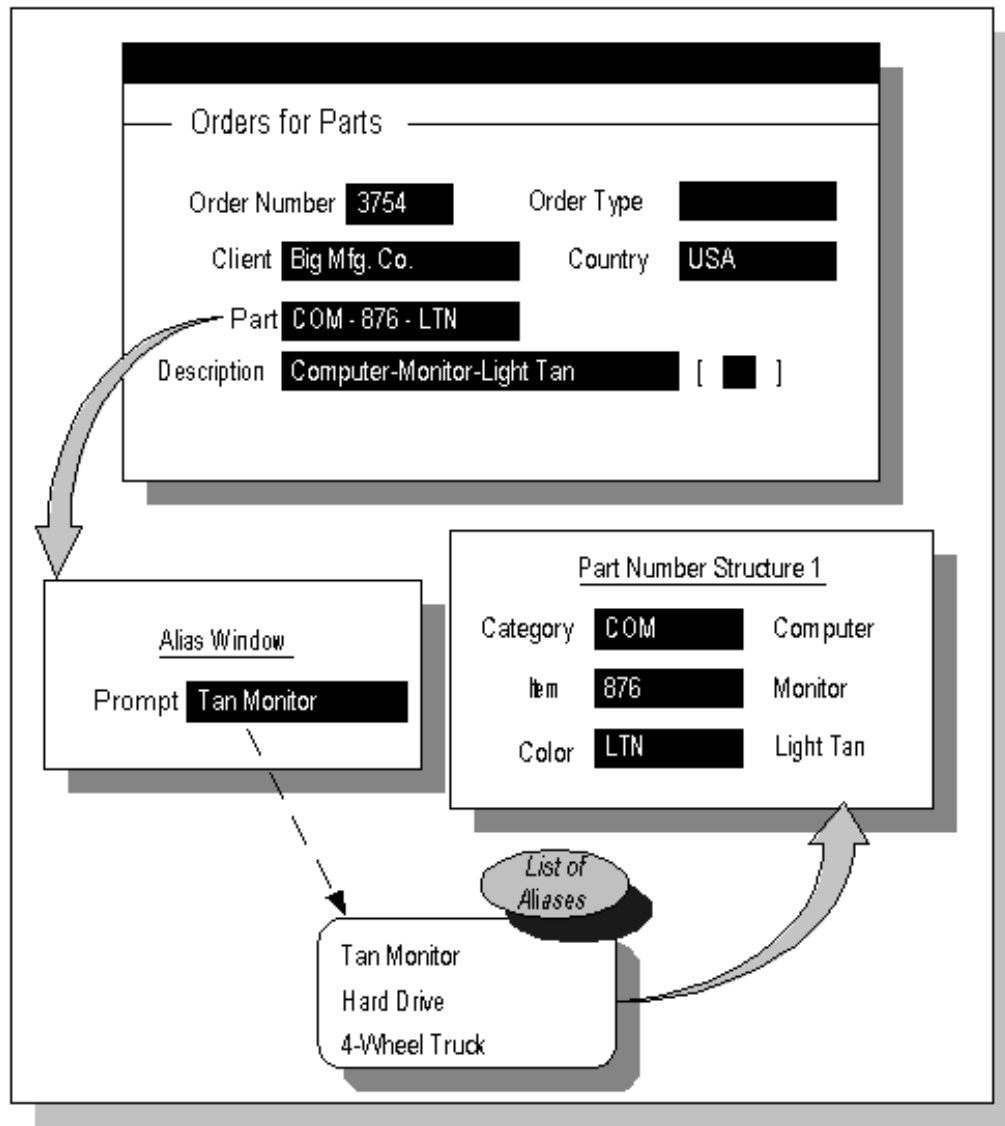 Orders for Parts
Order Number 3754 Order Type
Client Big Mfg. Co. Country USA
Part COM - 876 - LTN
Description Computer-Monitor-Light Tan [ ]
Part Number Structure 1
Category COM Computer
Item 876 Monitor
Color LTN Light Tan
Alias Window
Prompt Tan Monitor
List of
Aliases
Tan Monitor
Hard Drive
4-Wheel Truck